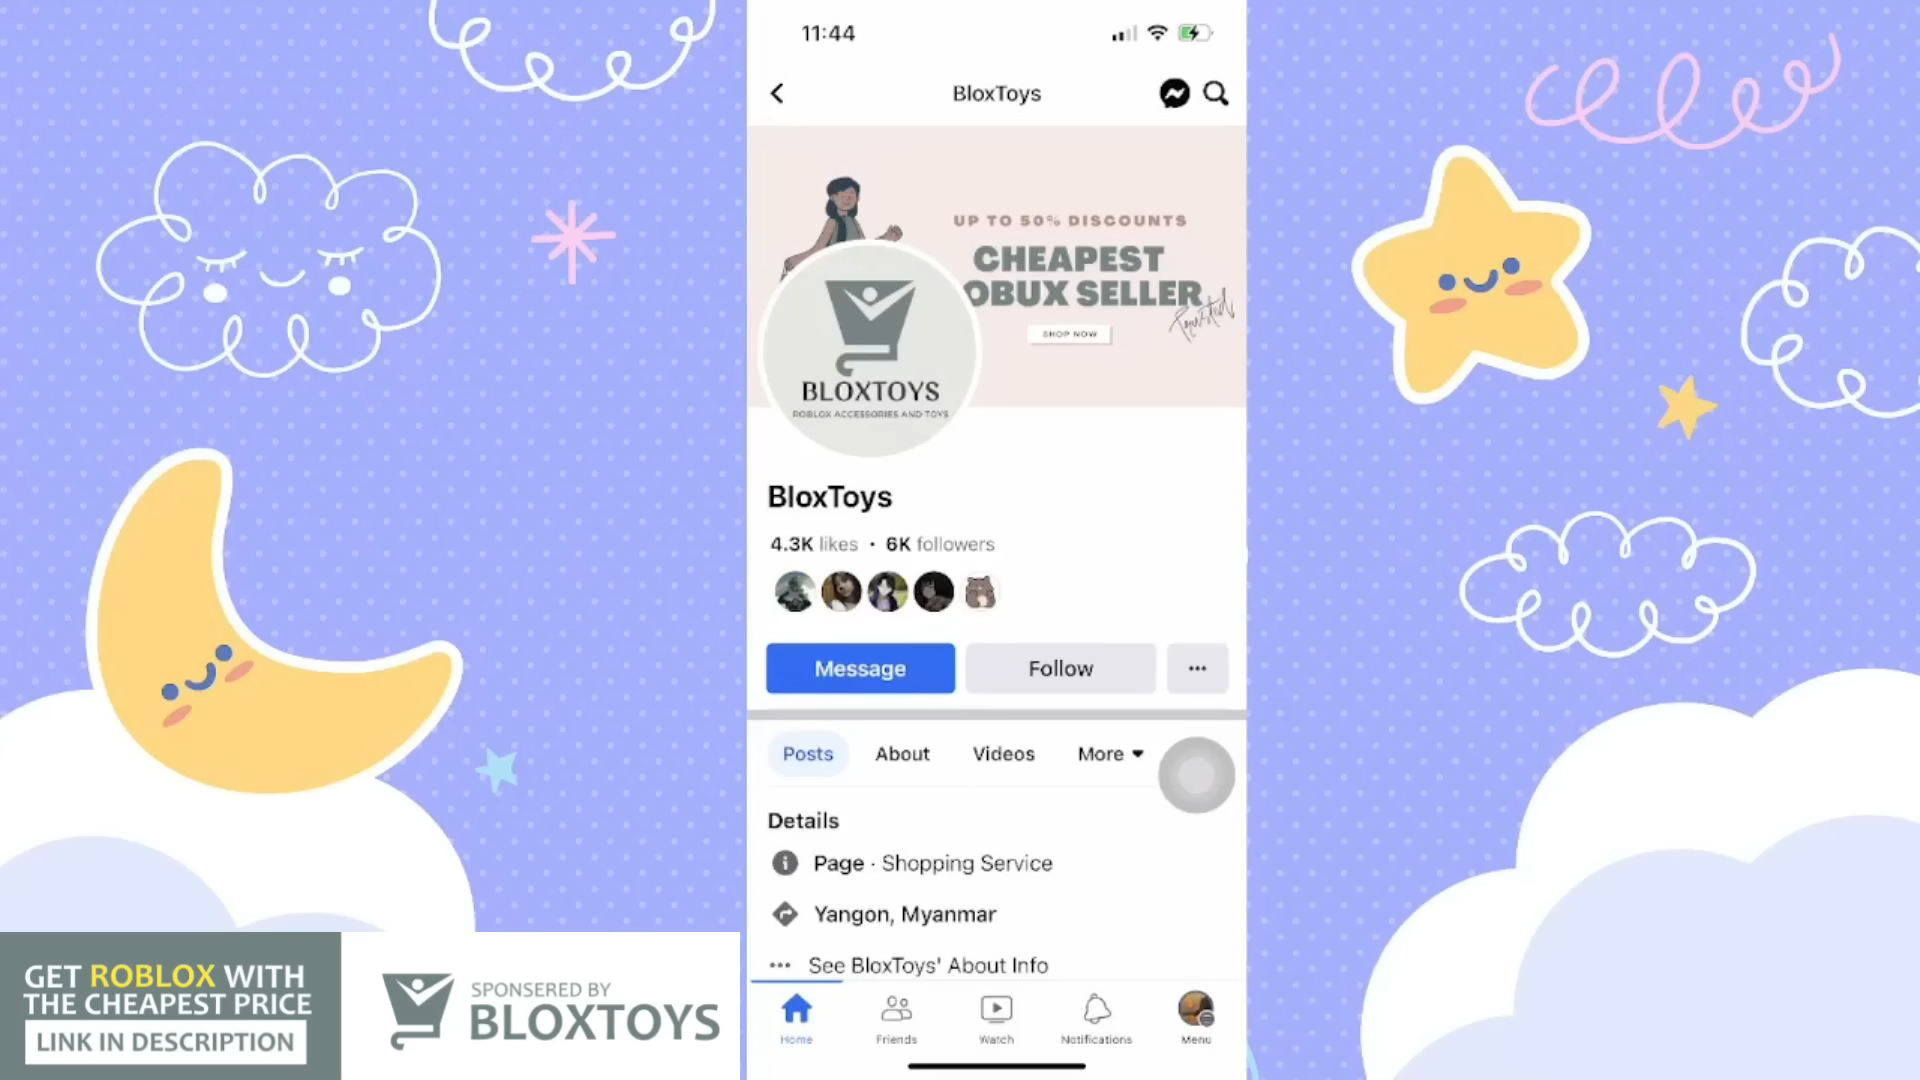 11:44
BloxToys
UP TO 50% DISCOUNTS
CHEAPEST
OBUX SELLER
Trusted
SHOP NOW
BLOXTOYS
ROBLOX ACCESSORIES AND TOYS
BloxToys
4.3K likes · 6K followers
Message
Follow
Posts
About
Videos
More
Details
Page · Shopping Service
Yangon, Myanmar
See BloxToys' About Info
Home
Friends
Watch
Notifications
Menu
GET ROBLOX WITH
THE CHEAPEST PRICE
LINK IN DESCRIPTION
SPONSERED BY
BLOXTOYS